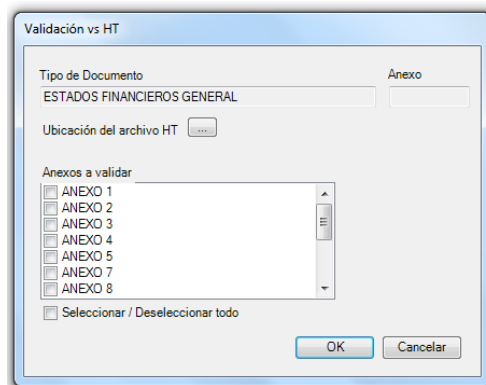 Validación vs HT
Tipo de Documento Anexo
ESTADOS FINANCIEROS GENERAL
Ubicación del archivo HT ...
Anexos a validar
ANEXO 1
ANEXO 2
ANEXO 3
ANEXO 4
ANEXO 5
ANEXO 7
ANEXO 8
Seleccionar / Deseleccionar todo
OK Cancelar